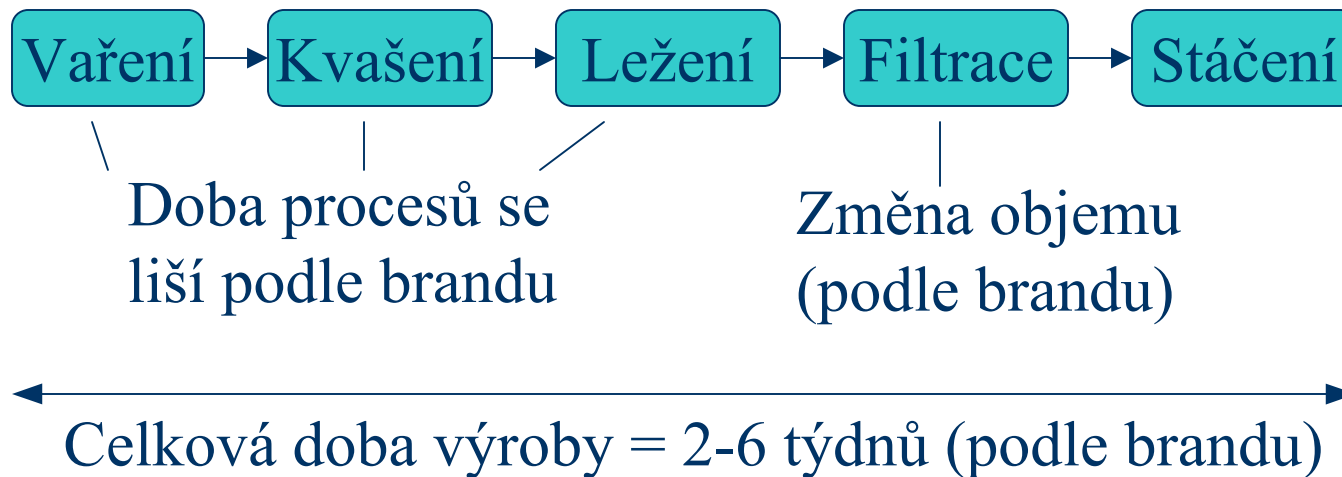 Vaření Kvašení Ležení Filtrace Stáčení
Doba procesů se
liší podle brandu
Změna objemu
(podle brandu)
Celková doba výroby = 2-6 týdnů (podle brandu)